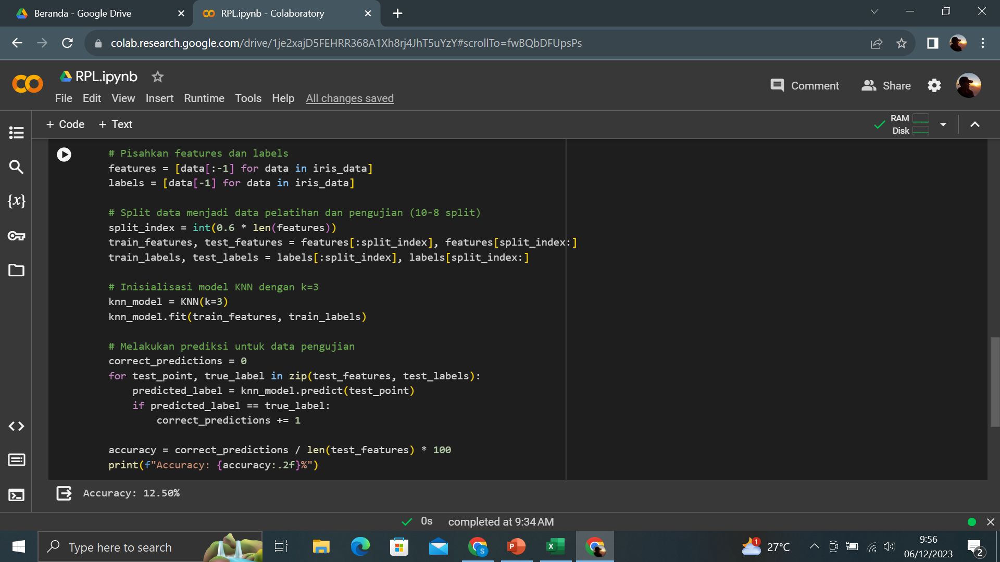 Beranda - Google Drive
RPL.ipynb - Colaboratory
colab.research.google.com/drive/1je2xajD5FEHRR368A1Xh8rj4JhT5uYzY#scrollTo=fwBQbDFUpsPs
CO
RPL.ipynb
File Edit View Insert Runtime Tools Help All changes saved
Comment
Share
+ Code + Text
RAM
Disk
{x}
# Pisahkan features dan labels
features = [data[:-1] for data in iris_data]
labels = [data[-1] for data in iris_data]
# Split data menjadi data pelatihan dan pengujian (10-8 split)
split_index = int(0.6 * len(features))
train_features, test_features = features[:split_index], features[split_index:]
train_labels, test_labels = labels[:split_index], labels[split_index:]
# Inisialisasi model KNN dengan k=3
knn_model = KNN(k=3)
knn_model.fit(train_features, train_labels)
# Melakukan prediksi untuk data pengujian
correct_predictions = 0
for test_point, true_label in zip(test_features, test_labels):
    predicted_label = knn_model.predict(test_point)
    if predicted_label == true_label:
        correct_predictions += 1
accuracy = correct_predictions / len(test_features) * 100
print(f"Accuracy: {accuracy:.2f}%")
Accuracy: 12.50%
0s completed at 9:34 AM
Type here to search
S
P
X
1
27°C
9:56
06/12/2023
2